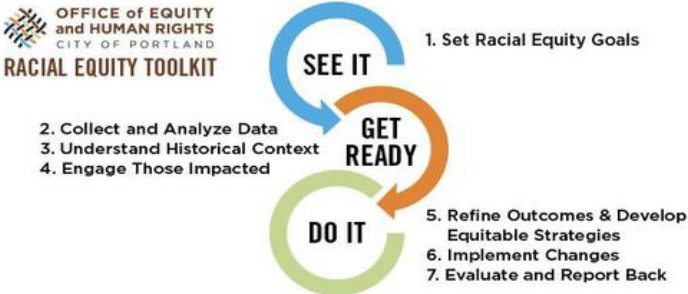 OFFICE of EQUITY
and HUMAN RIGHTS
CITY OF PORTLAND
RACIAL EQUITY TOOLKIT
SEE IT
1. Set Racial Equity Goals
2. Collect and Analyze Data
3. Understand Historical Context
4. Engage Those Impacted
GET
READY
DO IT
5. Refine Outcomes & Develop
Equitable Strategies
6. Implement Changes
7. Evaluate and Report Back